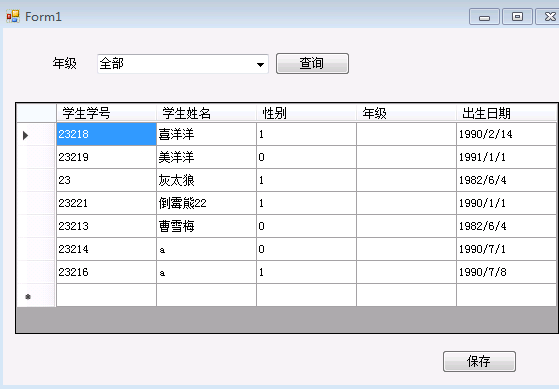 Form1
年级 全部 查询
学生学号 学生姓名 性别 年级 出生日期
23218 喜洋洋 1 1990/2/14
23219 美洋洋 0 1991/1/1
23 灰太狼 1 1982/6/4
23221 倒霉熊22 1 1990/1/1
23213 曹雪梅 0 1982/6/4
23214 a 0 1990/7/1
23216 a 1 1990/7/8
保存